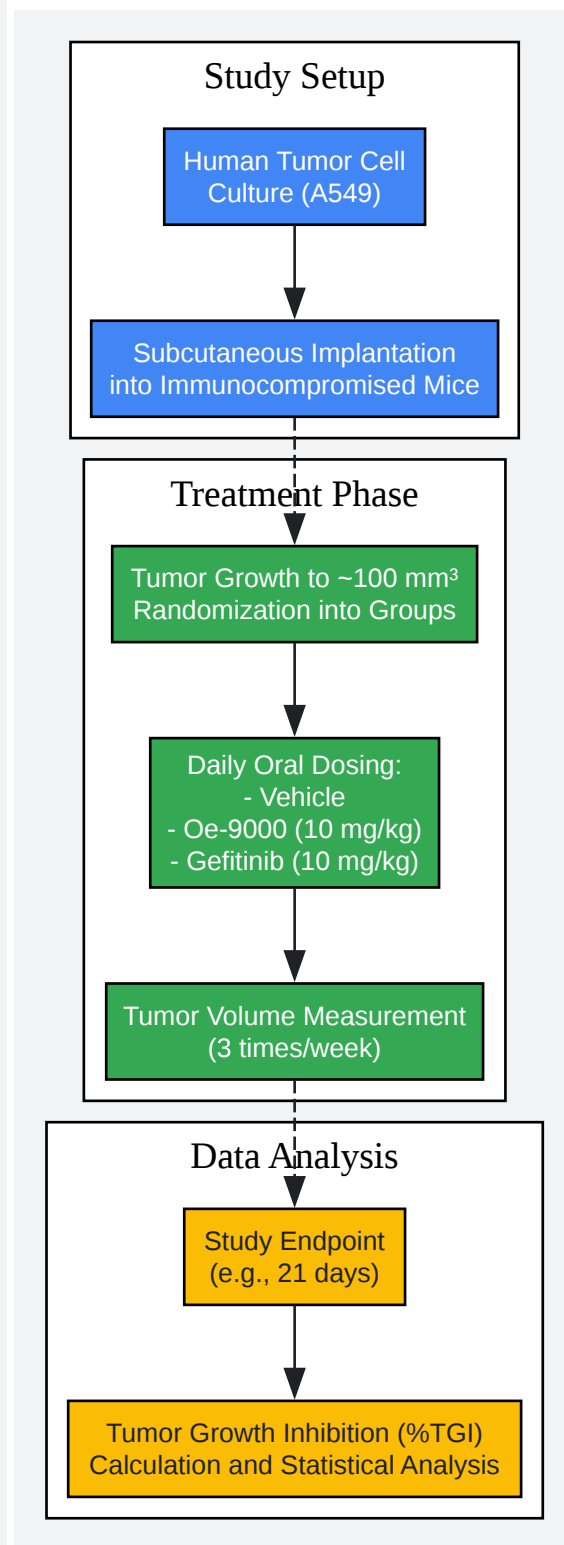 Study Setup
Human Tumor Cell
Culture (A549)
Subcutaneous Implantation
into Immunocompromised Mice
Treatment Phase
Tumor Growth to ~100 mm³
Randomization into Groups
Daily Oral Dosing:
- Vehicle
- Oe-9000 (10 mg/kg)
- Gefitinib (10 mg/kg)
Tumor Volume Measurement
(3 times/week)
Data Analysis
Study Endpoint
(e.g., 21 days)
Tumor Growth Inhibition (%TGI)
Calculation and Statistical Analysis